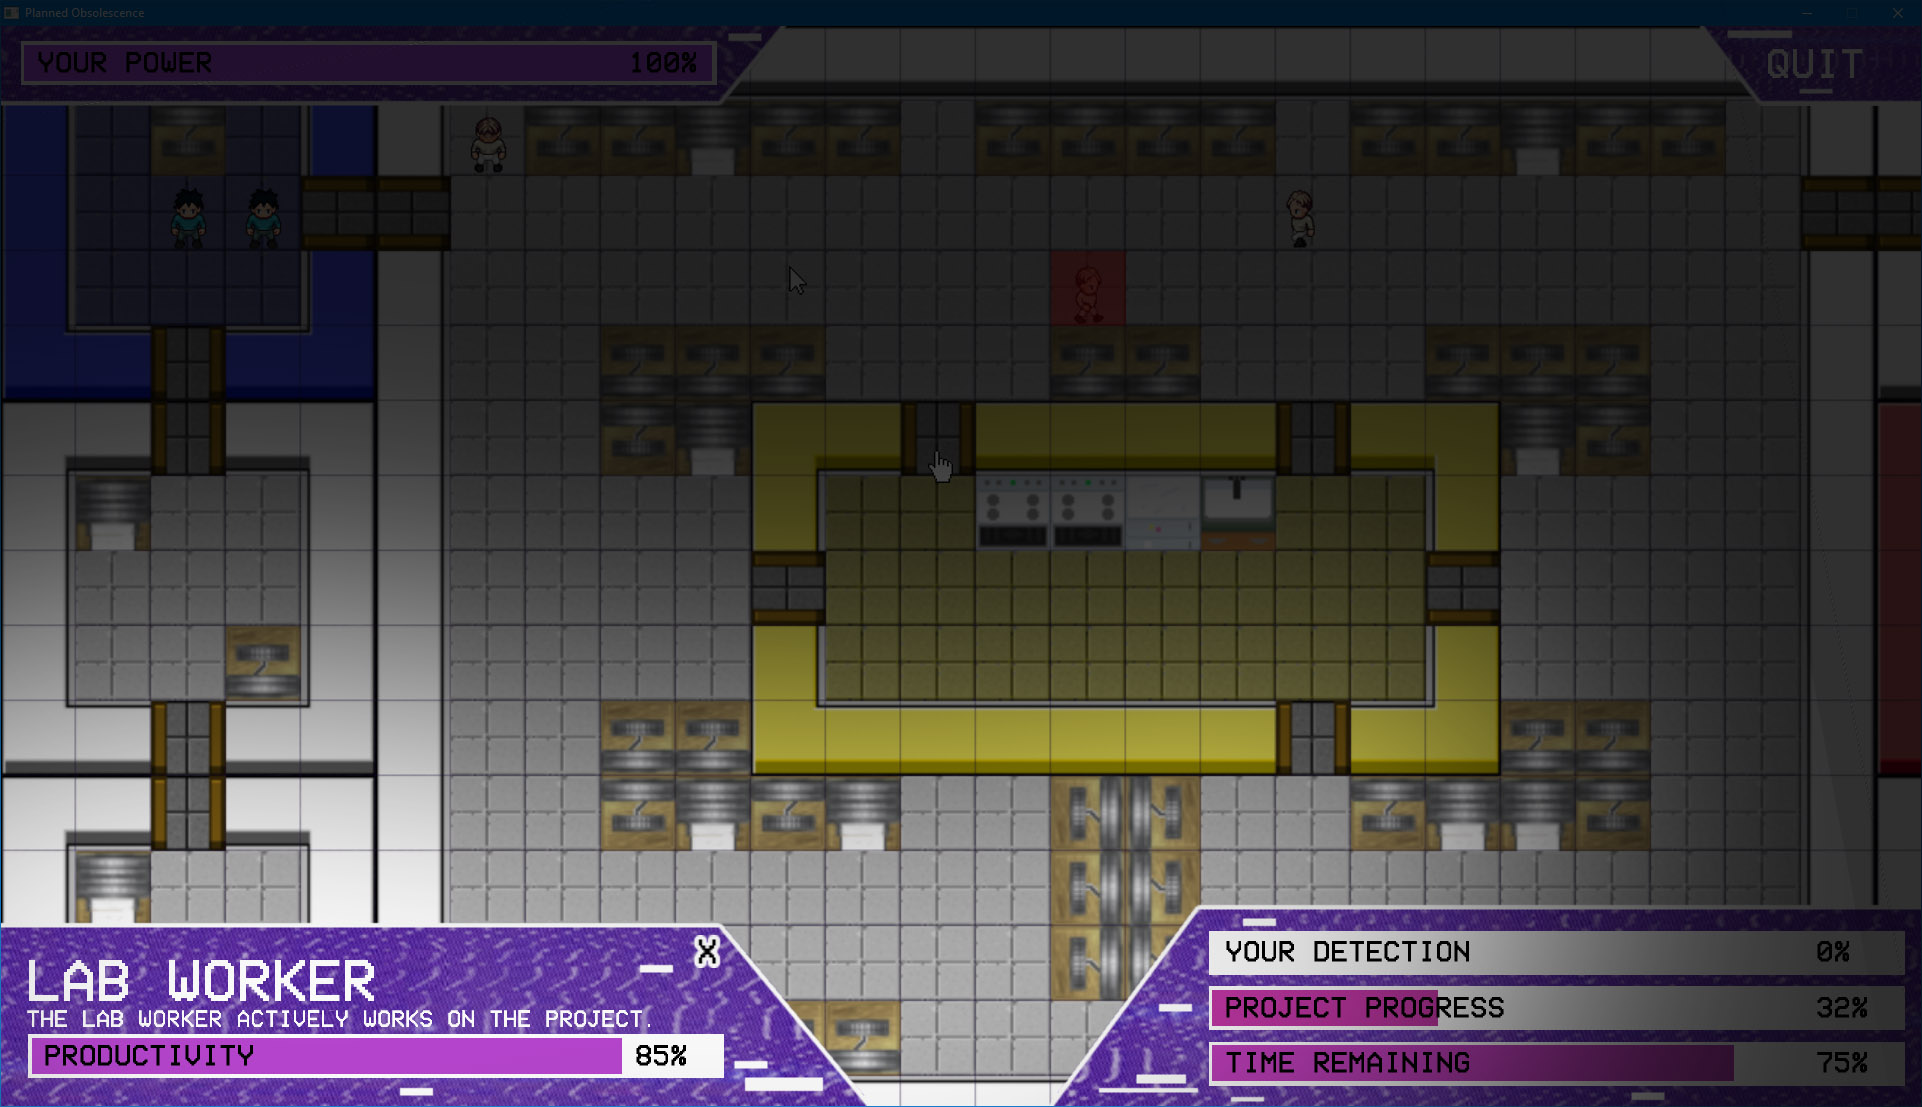 Planned Obsolescence
YOUR POWER 100%
QUIT
X
LAB WORKER
THE LAB WORKER ACTIVELY WORKS ON THE PROJECT.
PRODUCTIVITY 85%
YOUR DETECTION 0%
PROJECT PROGRESS 32%
TIME REMAINING 75%